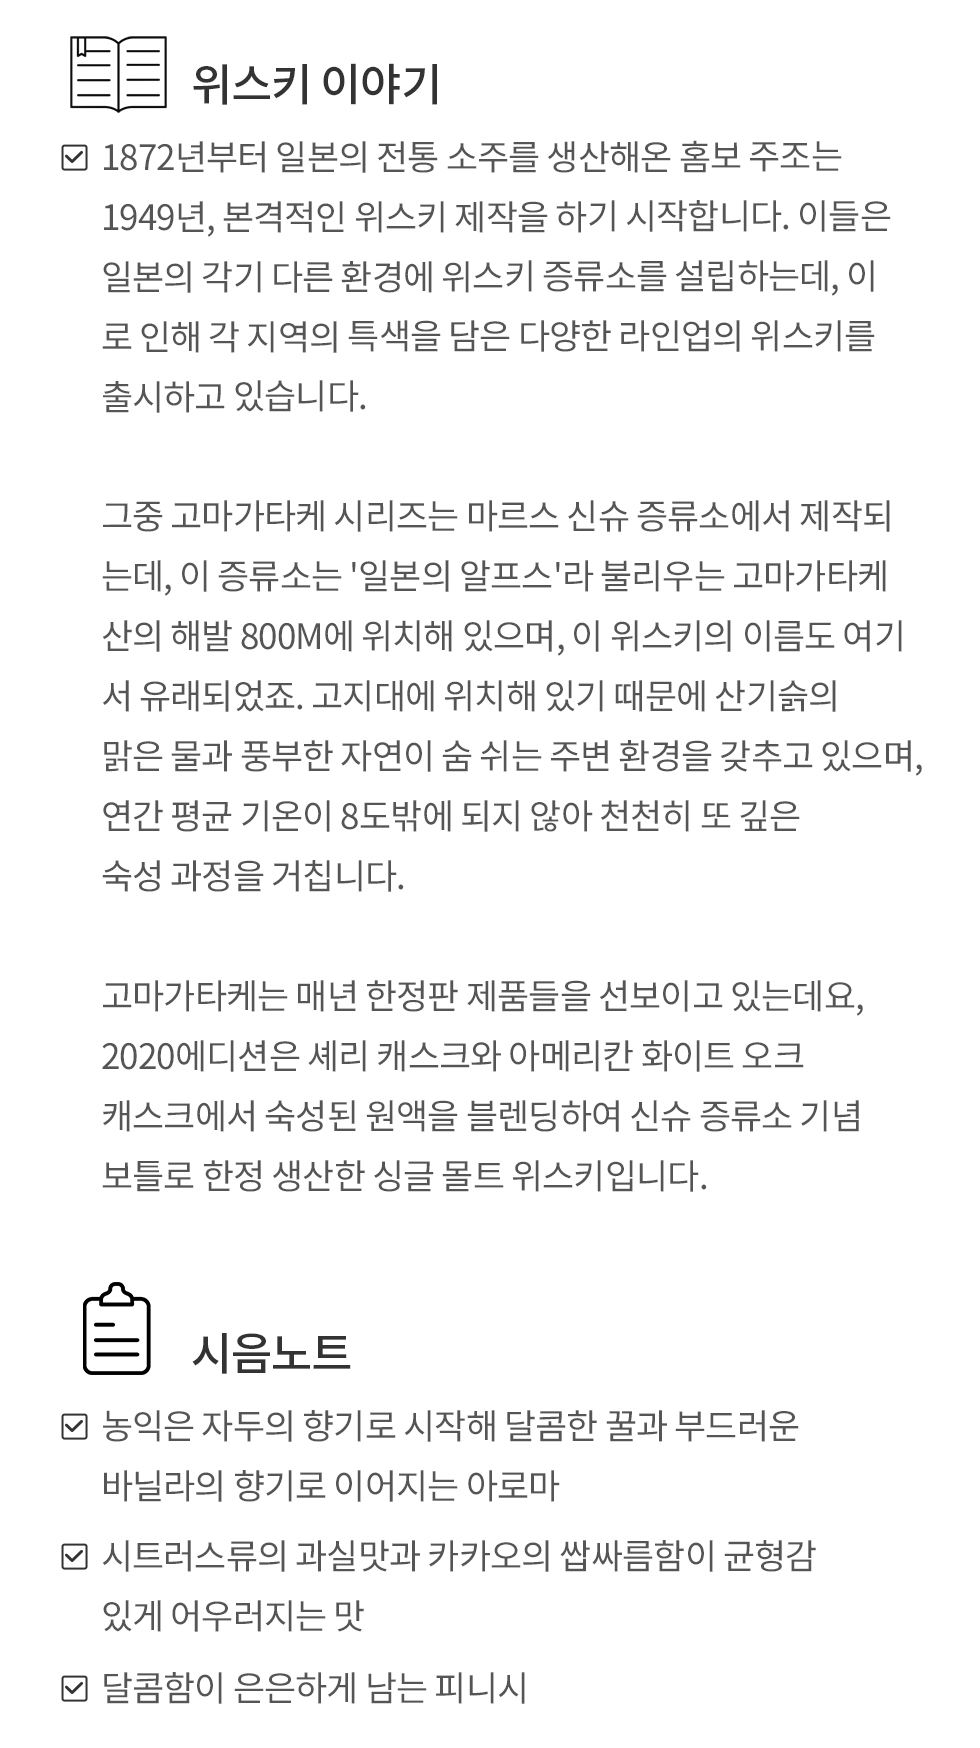 위스키 이야기
1872년부터 일본의 전통 소주를 생산해온 홈보 주조는
1949년, 본격적인 위스키 제작을 하기 시작합니다. 이들은
일본의 각기 다른 환경에 위스키 증류소를 설립하는데, 이
로 인해 각 지역의 특색을 담은 다양한 라인업의 위스키를
출시하고 있습니다.
그중 고마가타케 시리즈는 마르스 신슈 증류소에서 제작되
는데, 이 증류소는 '일본의 알프스'라 불리우는 고마가타케
산의 해발 800M에 위치해 있으며, 이 위스키의 이름도 여기
서 유래되었죠. 고지대에 위치해 있기 때문에 산기슭의
맑은 물과 풍부한 자연이 숨 쉬는 주변 환경을 갖추고 있으며,
연간 평균 기온이 8도밖에 되지 않아 천천히 또 깊은
숙성 과정을 거칩니다.
고마가타케는 매년 한정판 제품들을 선보이고 있는데요,
2020에디션은 셰리 캐스크와 아메리칸 화이트 오크
캐스크에서 숙성된 원액을 블렌딩하여 신슈 증류소 기념
보틀로 한정 생산한 싱글 몰트 위스키입니다.
시음노트
농익은 자두의 향기로 시작해 달콤한 꿀과 부드러운
바닐라의 향기로 이어지는 아로마
시트러스류의 과실맛과 카카오의 쌉싸름함이 균형감
있게 어우러지는 맛
달콤함이 은은하게 남는 피니시